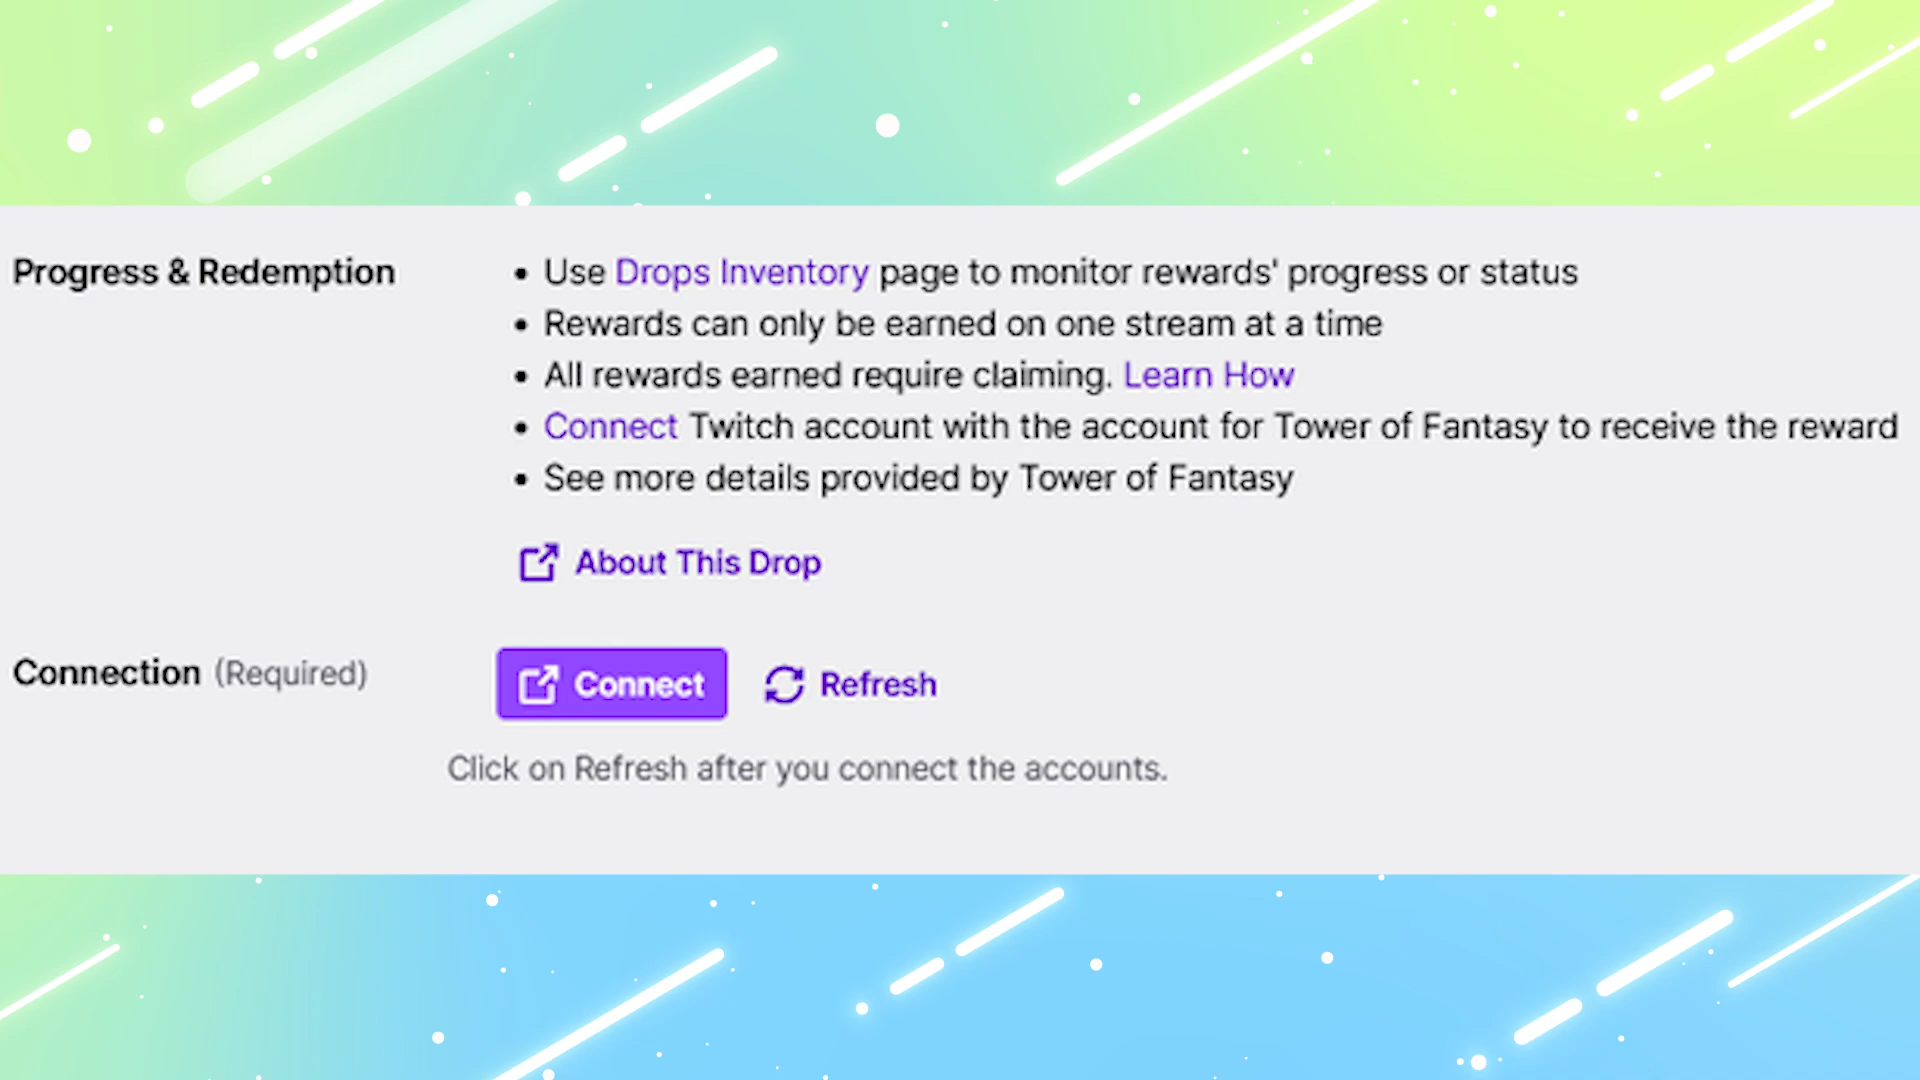 Progress & Redemption
• Use Drops Inventory page to monitor rewards' progress or status
• Rewards can only be earned on one stream at a time
• All rewards earned require claiming. Learn How
• Connect Twitch account with the account for Tower of Fantasy to receive the reward
• See more details provided by Tower of Fantasy
About This Drop
Connection (Required)
Connect Refresh
Click on Refresh after you connect the accounts.